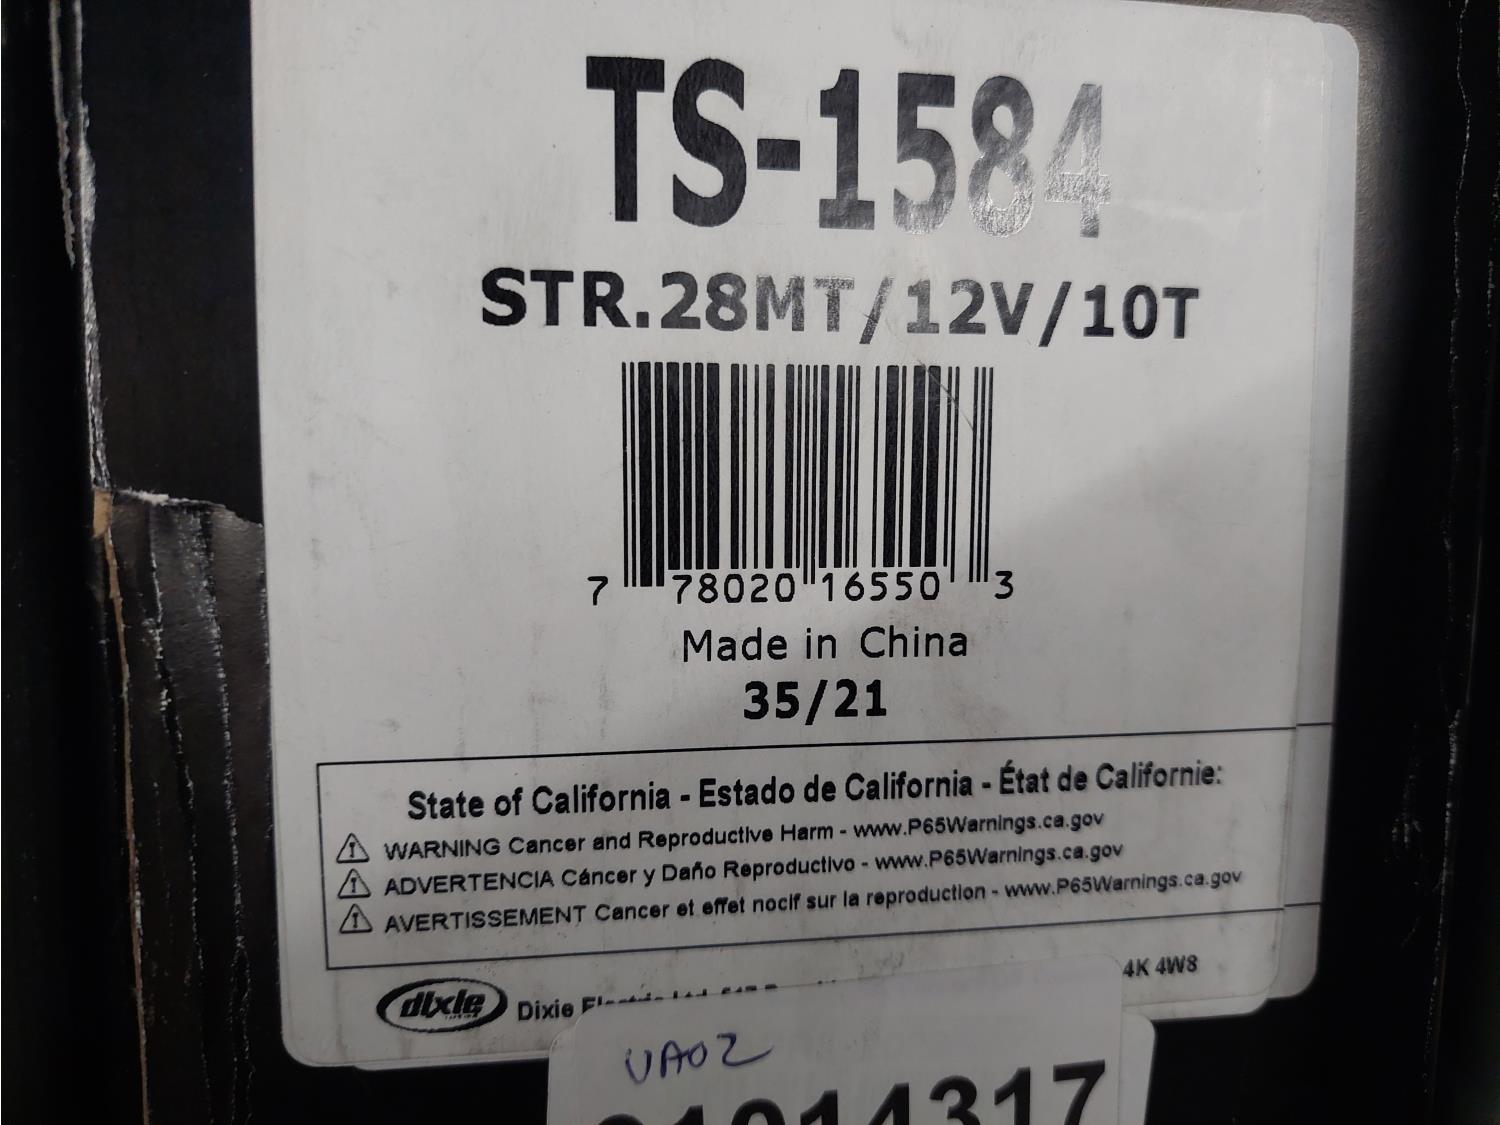 TS-1584
STR.28MT/12V/10T
7 78020 16550 3
Made in China
35/21
State of California - Estado de California - État de Californie:
WARNING Cancer and Reproductive Harm - www.P65Warnings.ca.gov
ADVERTENCIA Cáncer y Daño Reproductivo - www.P65Warnings.ca.gov
AVERTISSEMENT Cancer et effet nocif sur la reproduction - www.P65Warnings.ca.gov
dixie Dixie 4K 4W8
UA02